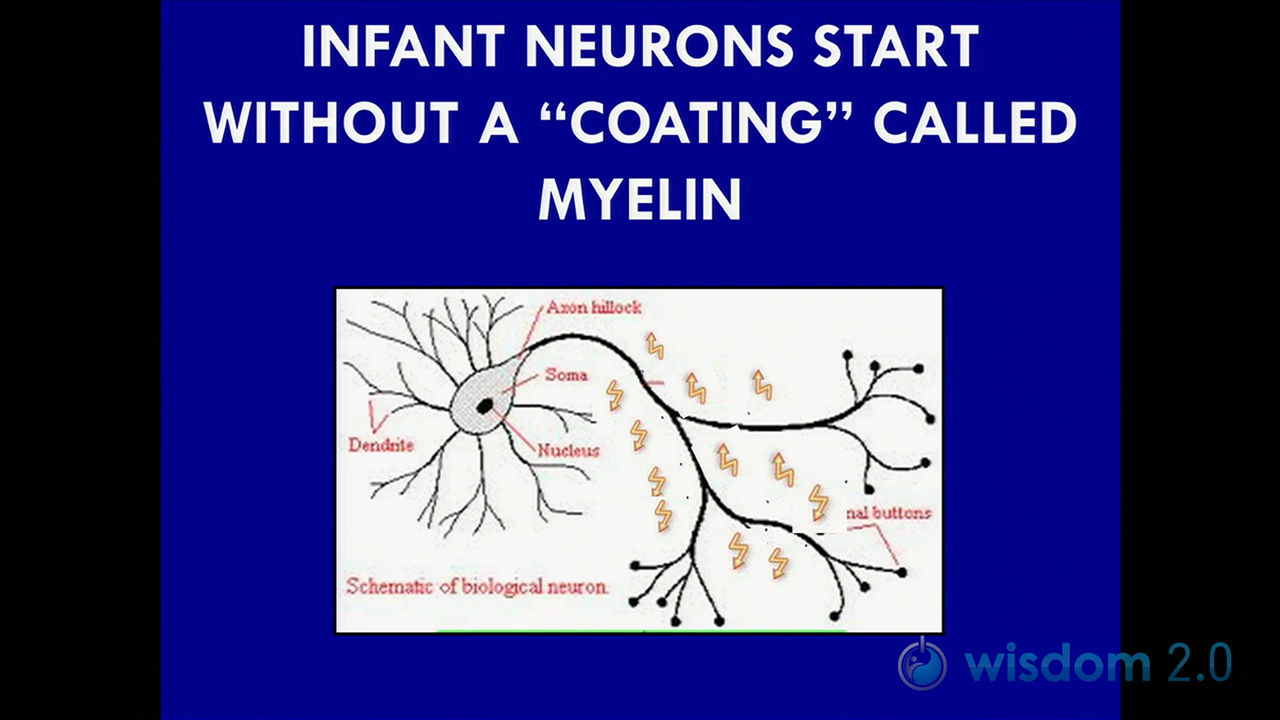 INFANT NEURONS START
WITHOUT A “COATING” CALLED
MYELIN
Axon hillock
Soma
Dendrite
Nucleus
nal buttons
Schematic of biological neuron.
wisdom 2.0